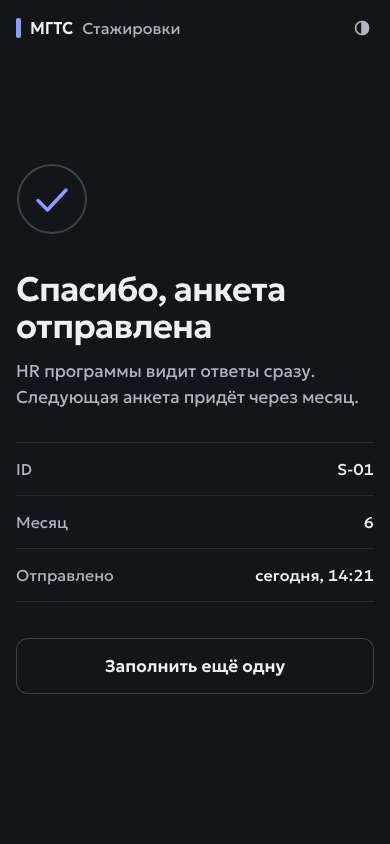 МГТС Стажировки
Спасибо, анкета
отправлена
HR программы видит ответы сразу.
Следующая анкета придёт через месяц.
ID S-01
Месяц 6
Отправлено сегодня, 14:21
Заполнить ещё одну